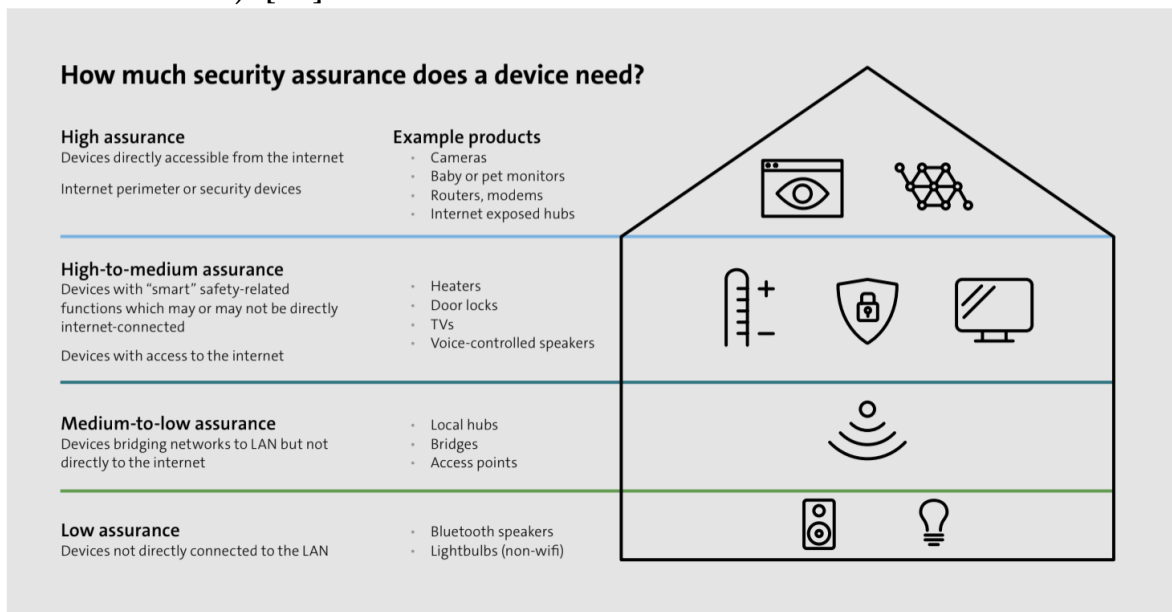 How much security assurance does a device need?
High assurance
Devices directly accessible from the internet
Internet perimeter or security devices
Example products
• Cameras
• Baby or pet monitors
• Routers, modems
• Internet exposed hubs
High-to-medium assurance
Devices with “smart” safety-related
functions which may or may not be directly
internet-connected
Devices with access to the internet
• Heaters
• Door locks
• TVs
• Voice-controlled speakers
+
−
Medium-to-low assurance
Devices bridging networks to LAN but not
directly to the internet
• Local hubs
• Bridges
• Access points
Low assurance
Devices not directly connected to the LAN
• Bluetooth speakers
• Lightbulbs (non-wifi)